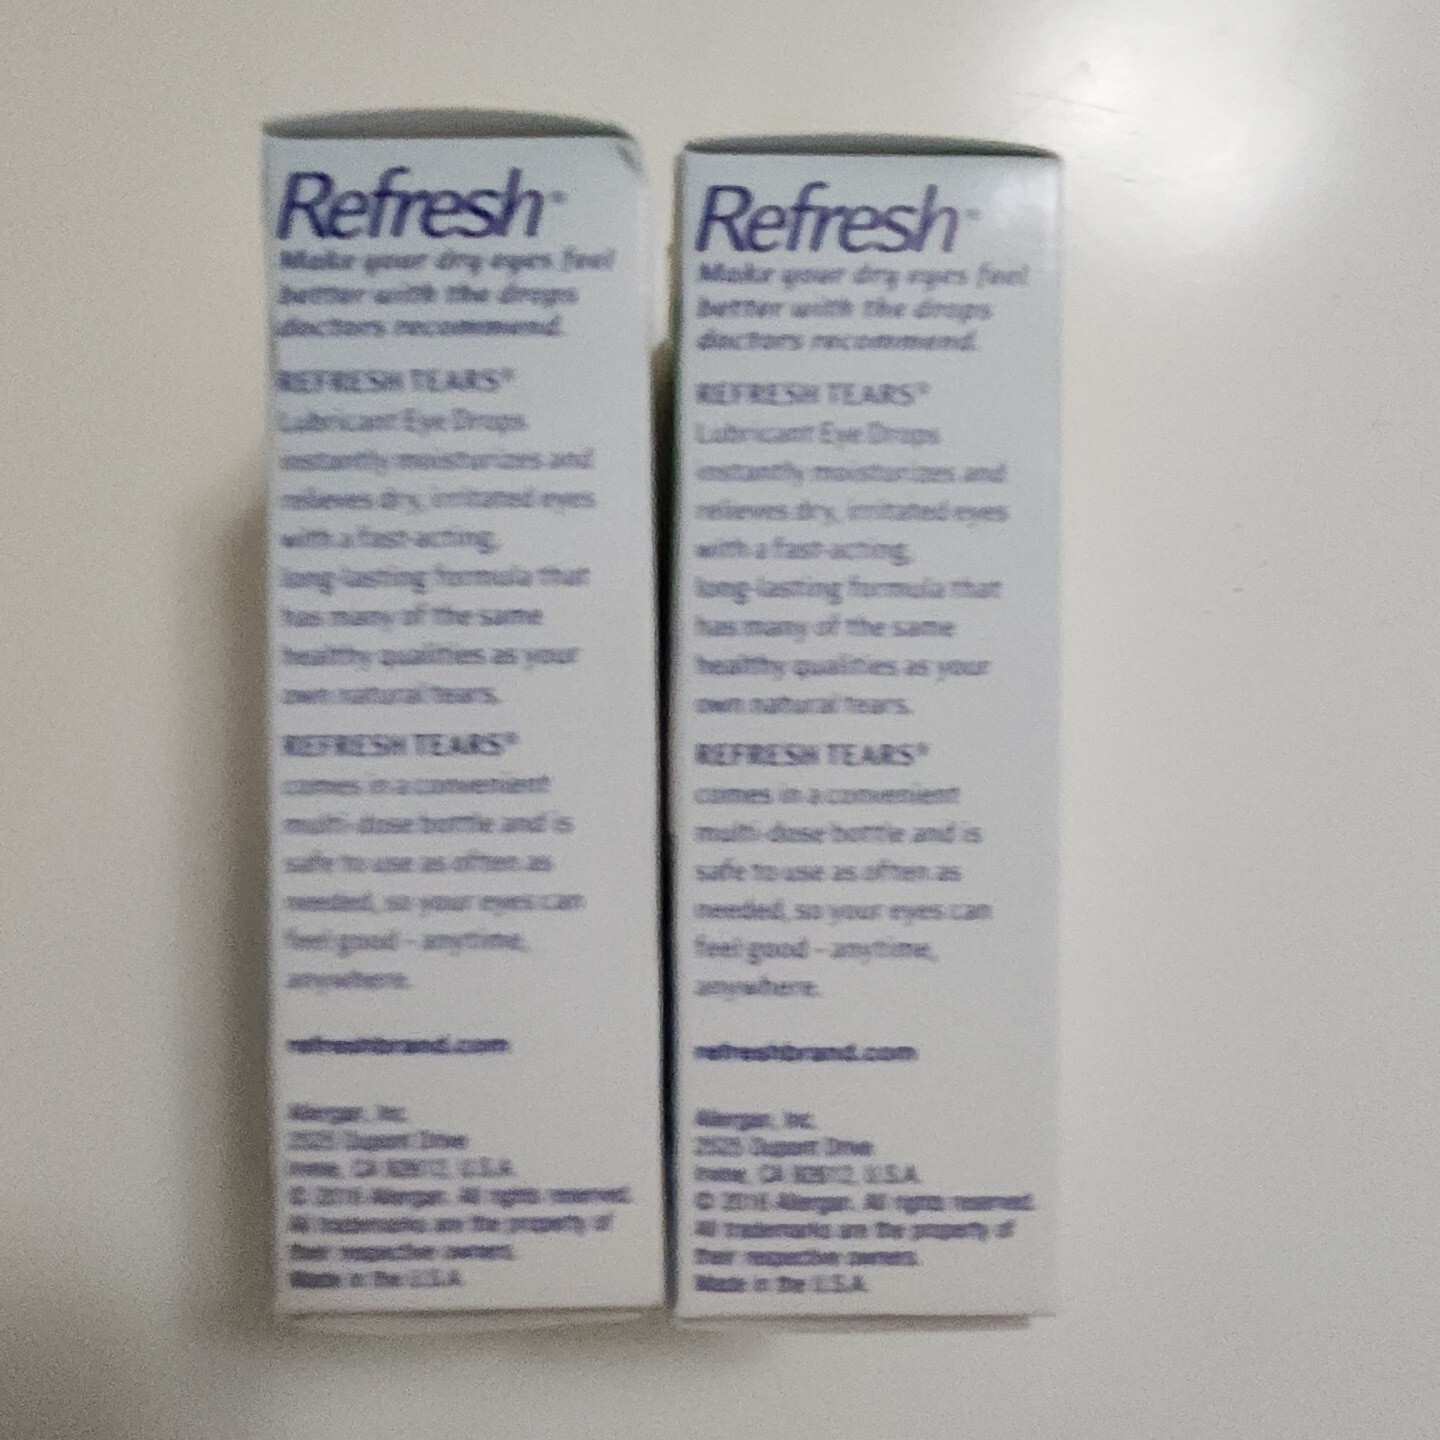 Refresh™
Make your dry eyes feel
better with the drops
doctors recommend.
REFRESH TEARS®
Lubricant Eye Drops
instantly moisturizes and
relieves dry, irritated eyes
with a fast-acting,
long-lasting formula that
has many of the same
healthy qualities as your
own natural tears.
REFRESH TEARS®
comes in a convenient
multi-dose bottle and is
safe to use as often as
needed, so your eyes can
feel good - anytime,
anywhere.
refreshbrand.com
Allergan, Inc.
2525 Dupont Drive
Irvine, CA 92612, U.S.A.
© 2016 Allergan. All rights reserved.
All trademarks are the property of
their respective owners.
Made in the U.S.A.
Refresh™
Make your dry eyes feel
better with the drops
doctors recommend.
REFRESH TEARS®
Lubricant Eye Drops
instantly moisturizes and
relieves dry, irritated eyes
with a fast-acting,
long-lasting formula that
has many of the same
healthy qualities as your
own natural tears.
REFRESH TEARS®
comes in a convenient
multi-dose bottle and is
safe to use as often as
needed, so your eyes can
feel good - anytime,
anywhere.
refreshbrand.com
Allergan, Inc.
2525 Dupont Drive
Irvine, CA 92612, U.S.A.
© 2016 Allergan. All rights reserved.
All trademarks are the property of
their respective owners.
Made in the U.S.A.